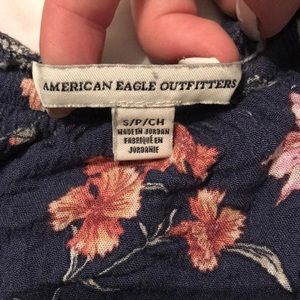 AMERICAN EAGLE OUTFITTERS
S/P/CH
MADE IN JORDAN
FABRIQUÉ EN
JORDANIE